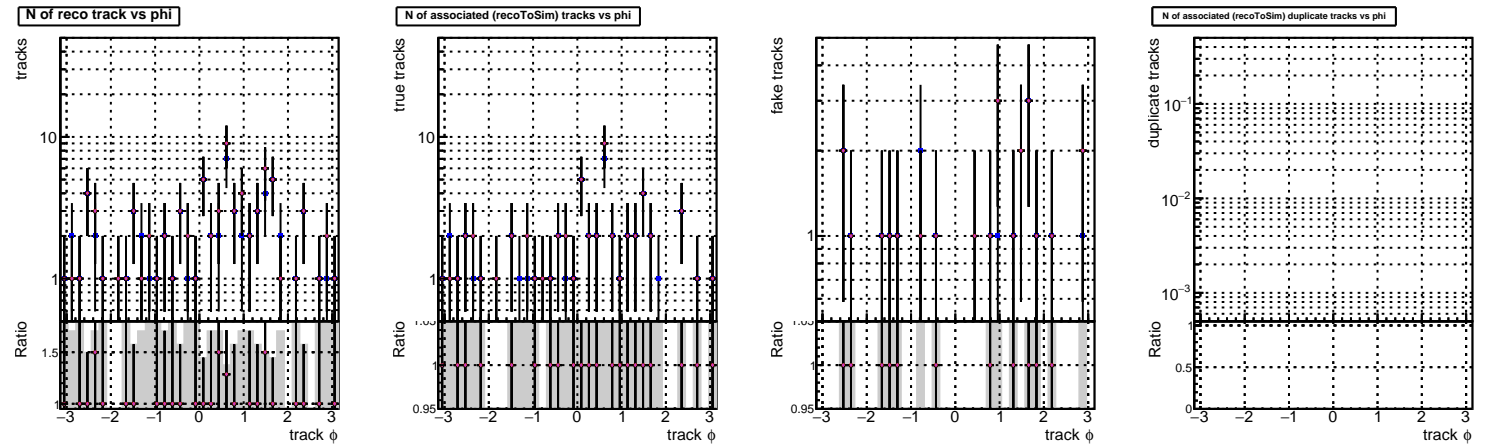 N of reco track vs phi
tracks
10
1
Ratio
1.5
1
−3 −2 −1 0 1 2 3
track ϕ
N of associated (recoToSim) tracks vs phi
true tracks
10
1
Ratio
1.05
1
0.95
−3 −2 −1 0 1 2 3
track ϕ
fake tracks
1
Ratio
1.05
1
0.95
−3 −2 −1 0 1 2 3
track ϕ
N of associated (recoToSim) duplicate tracks vs phi
duplicate tracks
10⁻¹
10⁻²
10⁻³
Ratio
1
0.5
0
−3 −2 −1 0 1 2 3
track ϕ